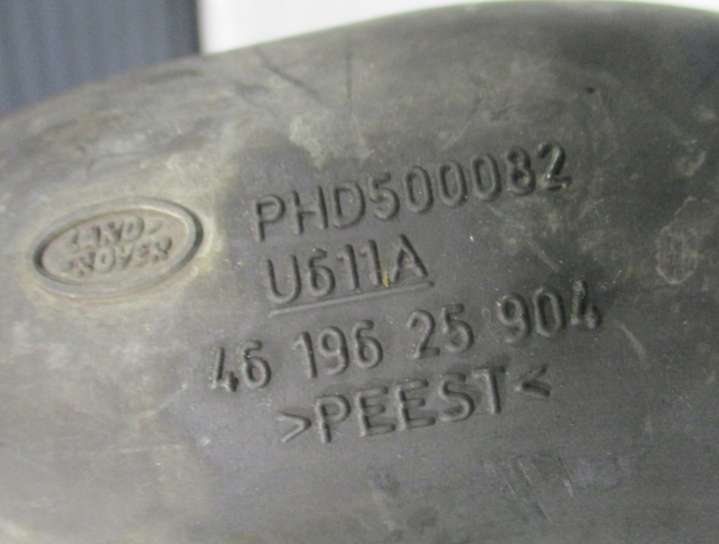 LAND-
-ROVER
PHD500082
U611A
46 196 25 904
>PEEST<